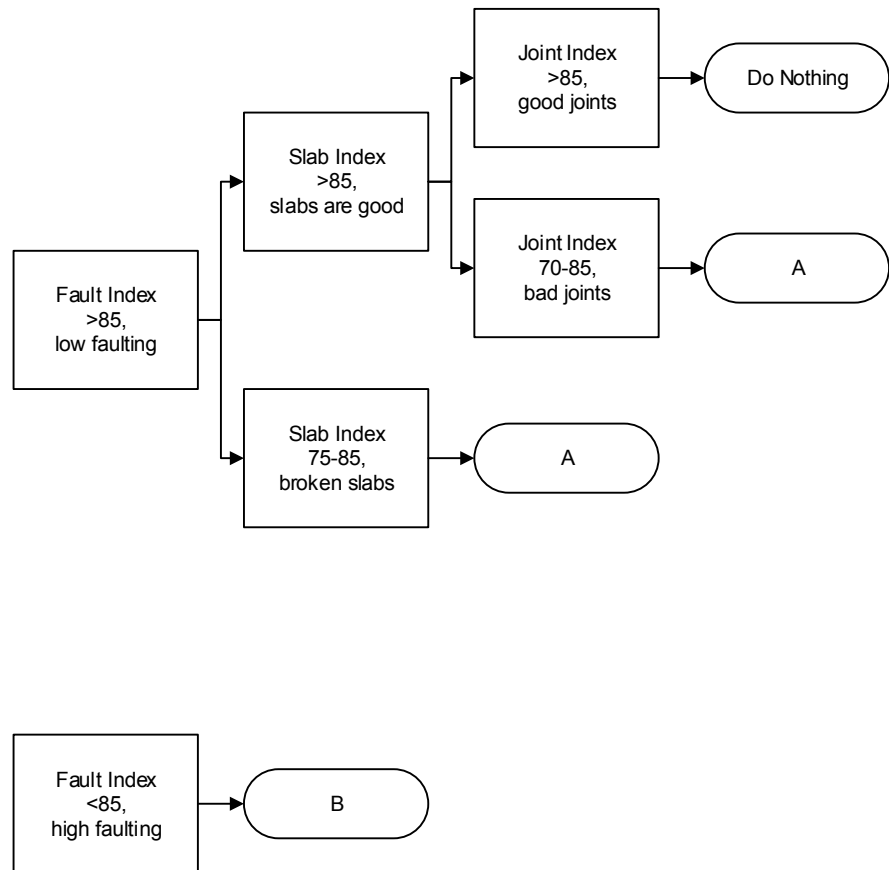 Joint Index
>85,
good joints
Do Nothing
Slab Index
>85,
slabs are good
Joint Index
70-85,
bad joints
A
Fault Index
>85,
low faulting
Slab Index
75-85,
broken slabs
A
Fault Index
<85,
high faulting
B